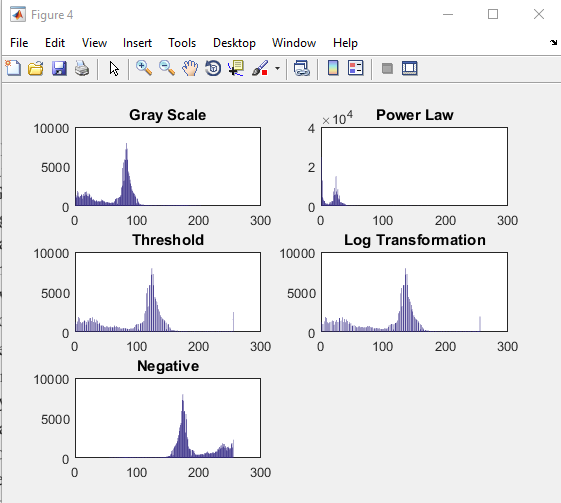 Figure 4
File Edit View Insert Tools Desktop Window Help
Gray Scale
10000
5000
0
0 100 200 300
×10^4 Power Law
4
2
0
0 100 200 300
Threshold
10000
5000
0
0 100 200 300
Log Transformation
10000
5000
0
0 100 200 300
Negative
10000
5000
0
0 100 200 300